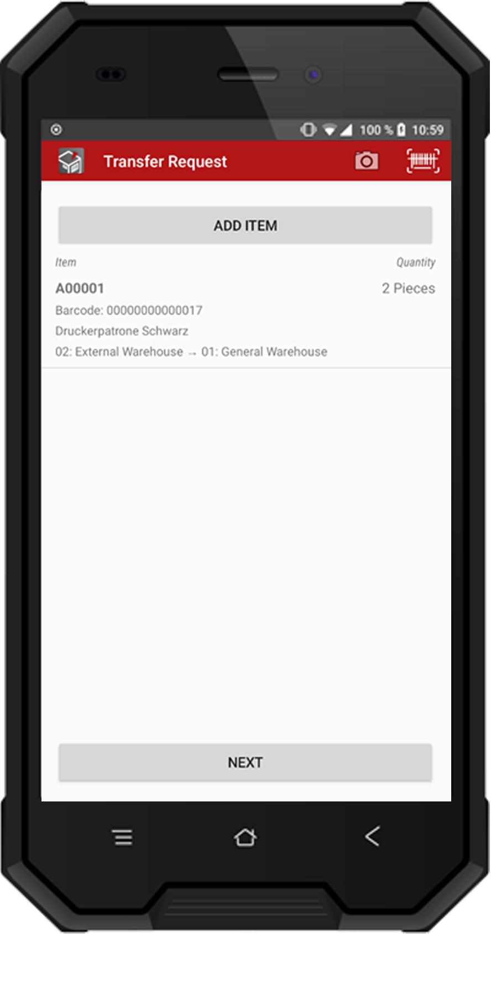 100 % 10:59
Transfer Request
ADD ITEM
Item Quantity
A00001 2 Pieces
Barcode: 00000000000017
Druckerpatrone Schwarz
02: External Warehouse → 01: General Warehouse
NEXT